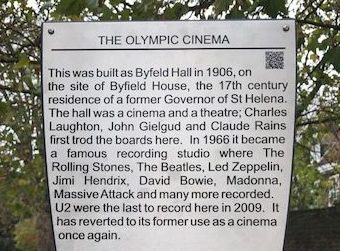 THE OLYMPIC CINEMA
This was built as Byfeld Hall in 1906, on
the site of Byfield House, the 17th century
residence of a former Governor of St Helena.
The hall was a cinema and a theatre; Charles
Laughton, John Gielgud and Claude Rains
first trod the boards here. In 1966 it became
a famous recording studio where The
Rolling Stones, The Beatles, Led Zeppelin,
Jimi Hendrix, David Bowie, Madonna,
Massive Attack and many more recorded.
U2 were the last to record here in 2009. It
has reverted to its former use as a cinema
once again.